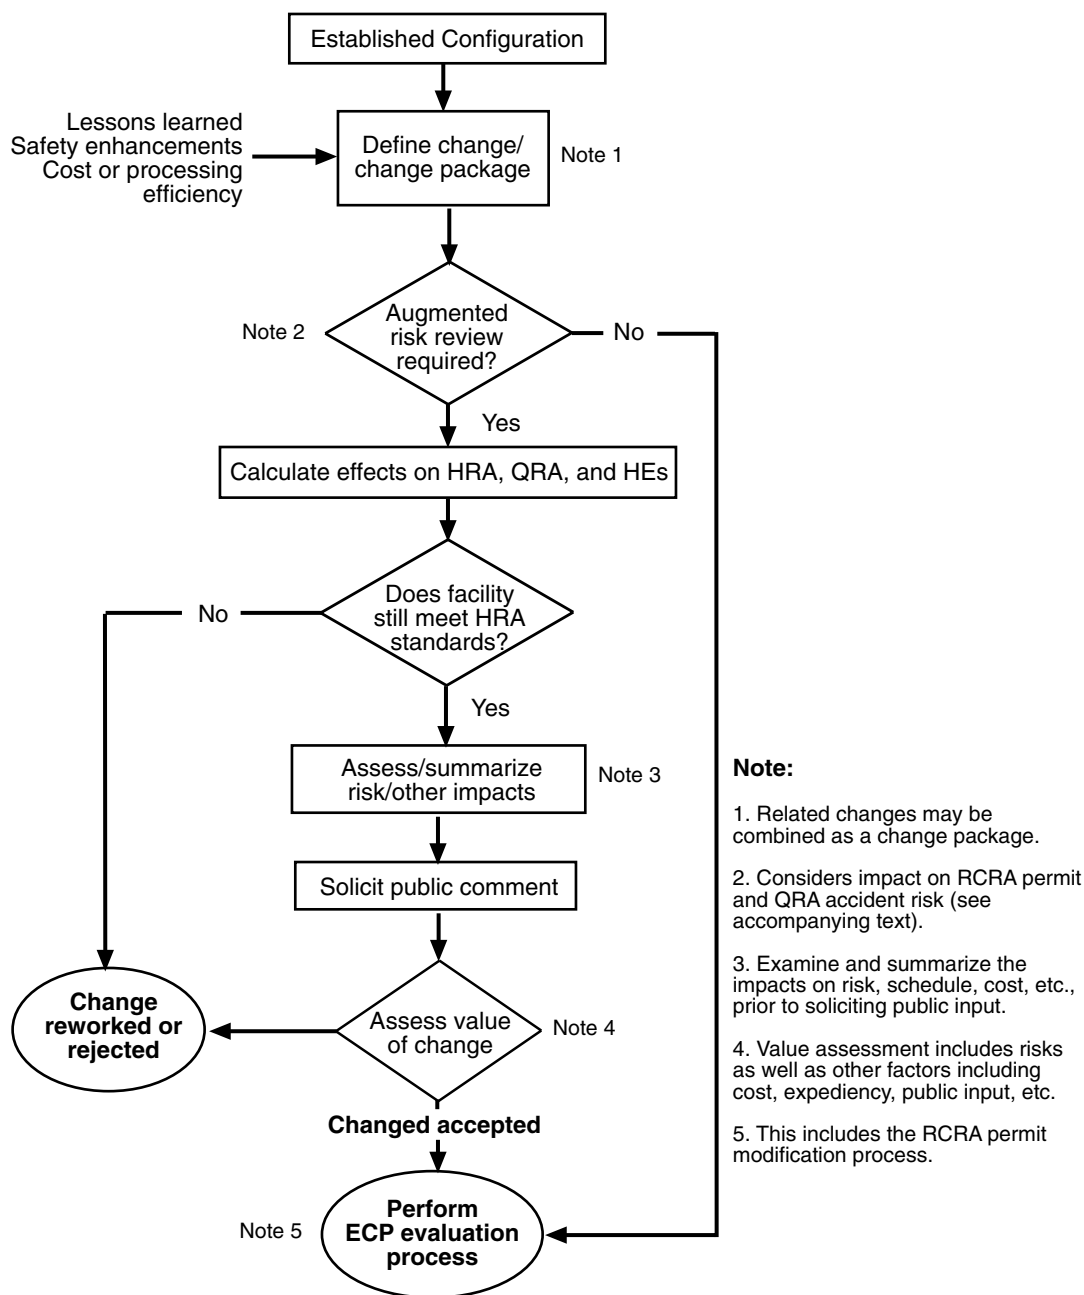 Established Configuration
Lessons learned
Safety enhancements
Cost or processing
efficiency
Define change/
change package
Note 1
Note 2
Augmented
risk review
required?
No
Yes
Calculate effects on HRA, QRA, and HEs
Does facility
still meet HRA
standards?
No
Yes
Assess/summarize
risk/other impacts
Note 3
Solicit public comment
Change
reworked or
rejected
Assess value
of change
Note 4
Changed accepted
Note 5
Perform
ECP evaluation
process
Note:
1. Related changes may be
combined as a change package.
2. Considers impact on RCRA permit
and QRA accident risk (see
accompanying text).
3. Examine and summarize the
impacts on risk, schedule, cost, etc.,
prior to soliciting public input.
4. Value assessment includes risks
as well as other factors including
cost, expediency, public input, etc.
5. This includes the RCRA permit
modification process.